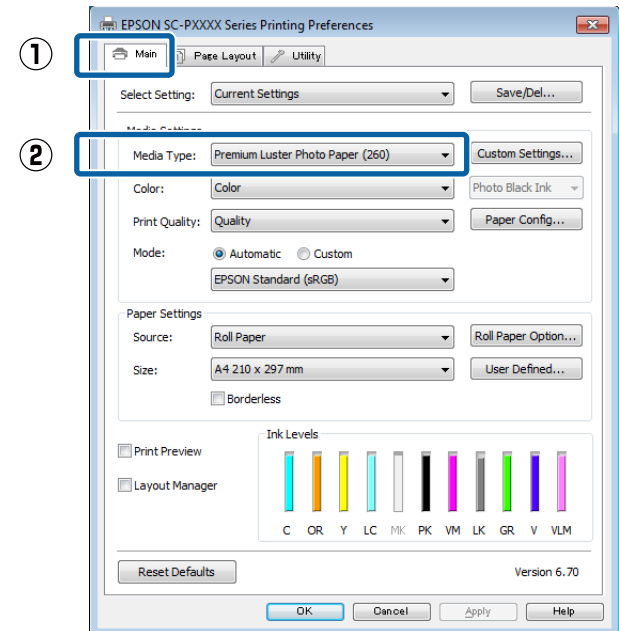 EPSON SC-PXXXX Series Printing Preferences
① Main Page Layout Utility
Select Setting: Current Settings Save/Del...
Media Settings
② Media Type: Premium Luster Photo Paper (260) Custom Settings...
Color: Color Photo Black Ink
Print Quality: Quality Paper Config...
Mode: Automatic Custom
EPSON Standard (sRGB)
Paper Settings
Source: Roll Paper Roll Paper Option...
Size: A4 210 x 297 mm User Defined...
Borderless
Ink Levels
Print Preview
Layout Manager
C OR Y LC MK PK VM LK GR V VLM
Reset Defaults Version 6.70
OK Cancel Apply Help